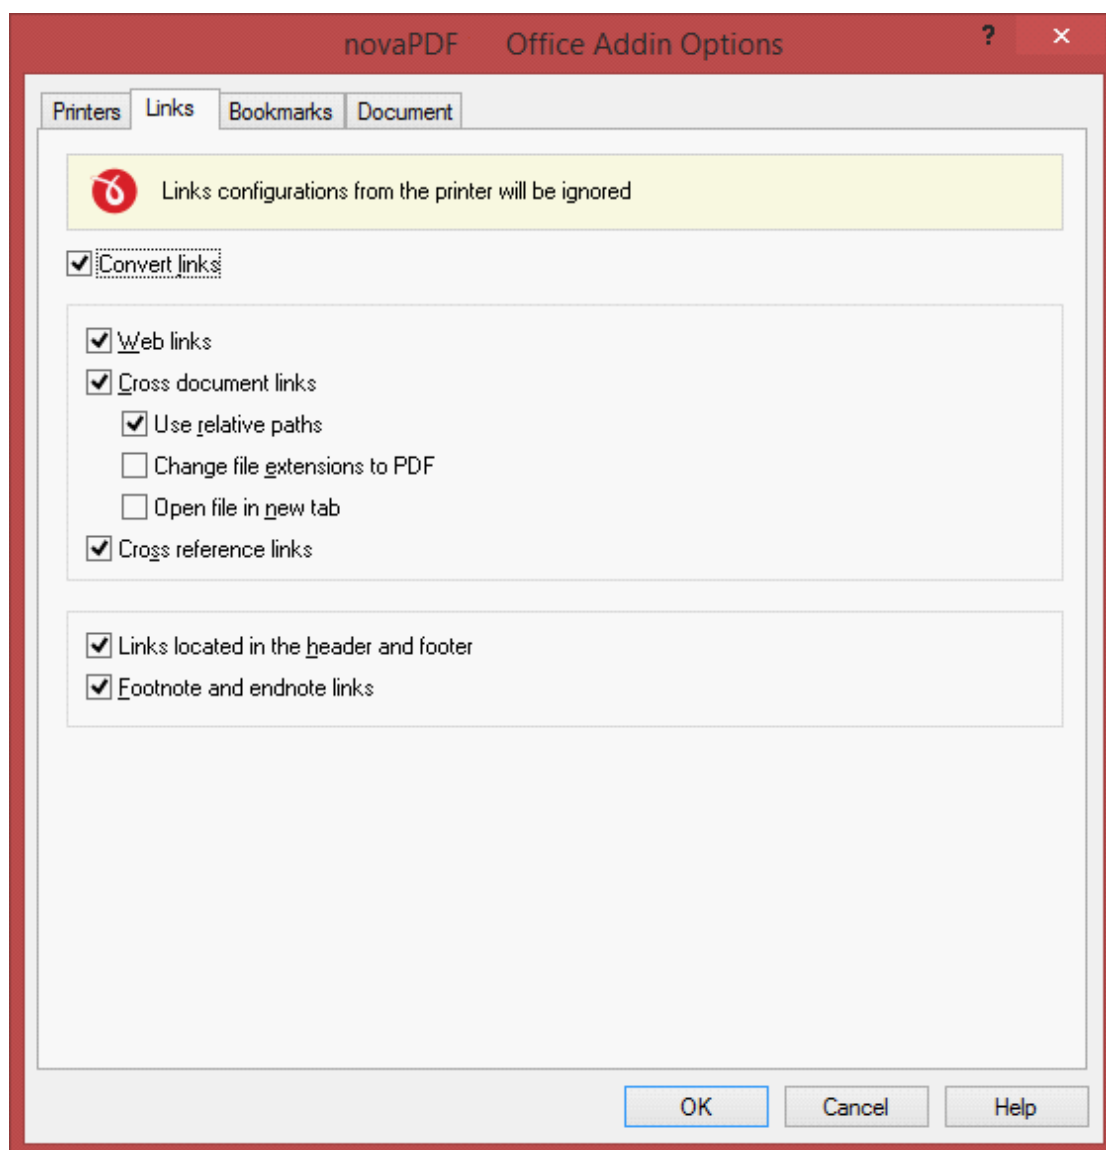 novaPDF Office Addin Options ? ×
Printers Links Bookmarks Document
Links configurations from the printer will be ignored
Convert links
Web links
Cross document links
Use relative paths
Change file extensions to PDF
Open file in new tab
Cross reference links
Links located in the header and footer
Footnote and endnote links
OK Cancel Help